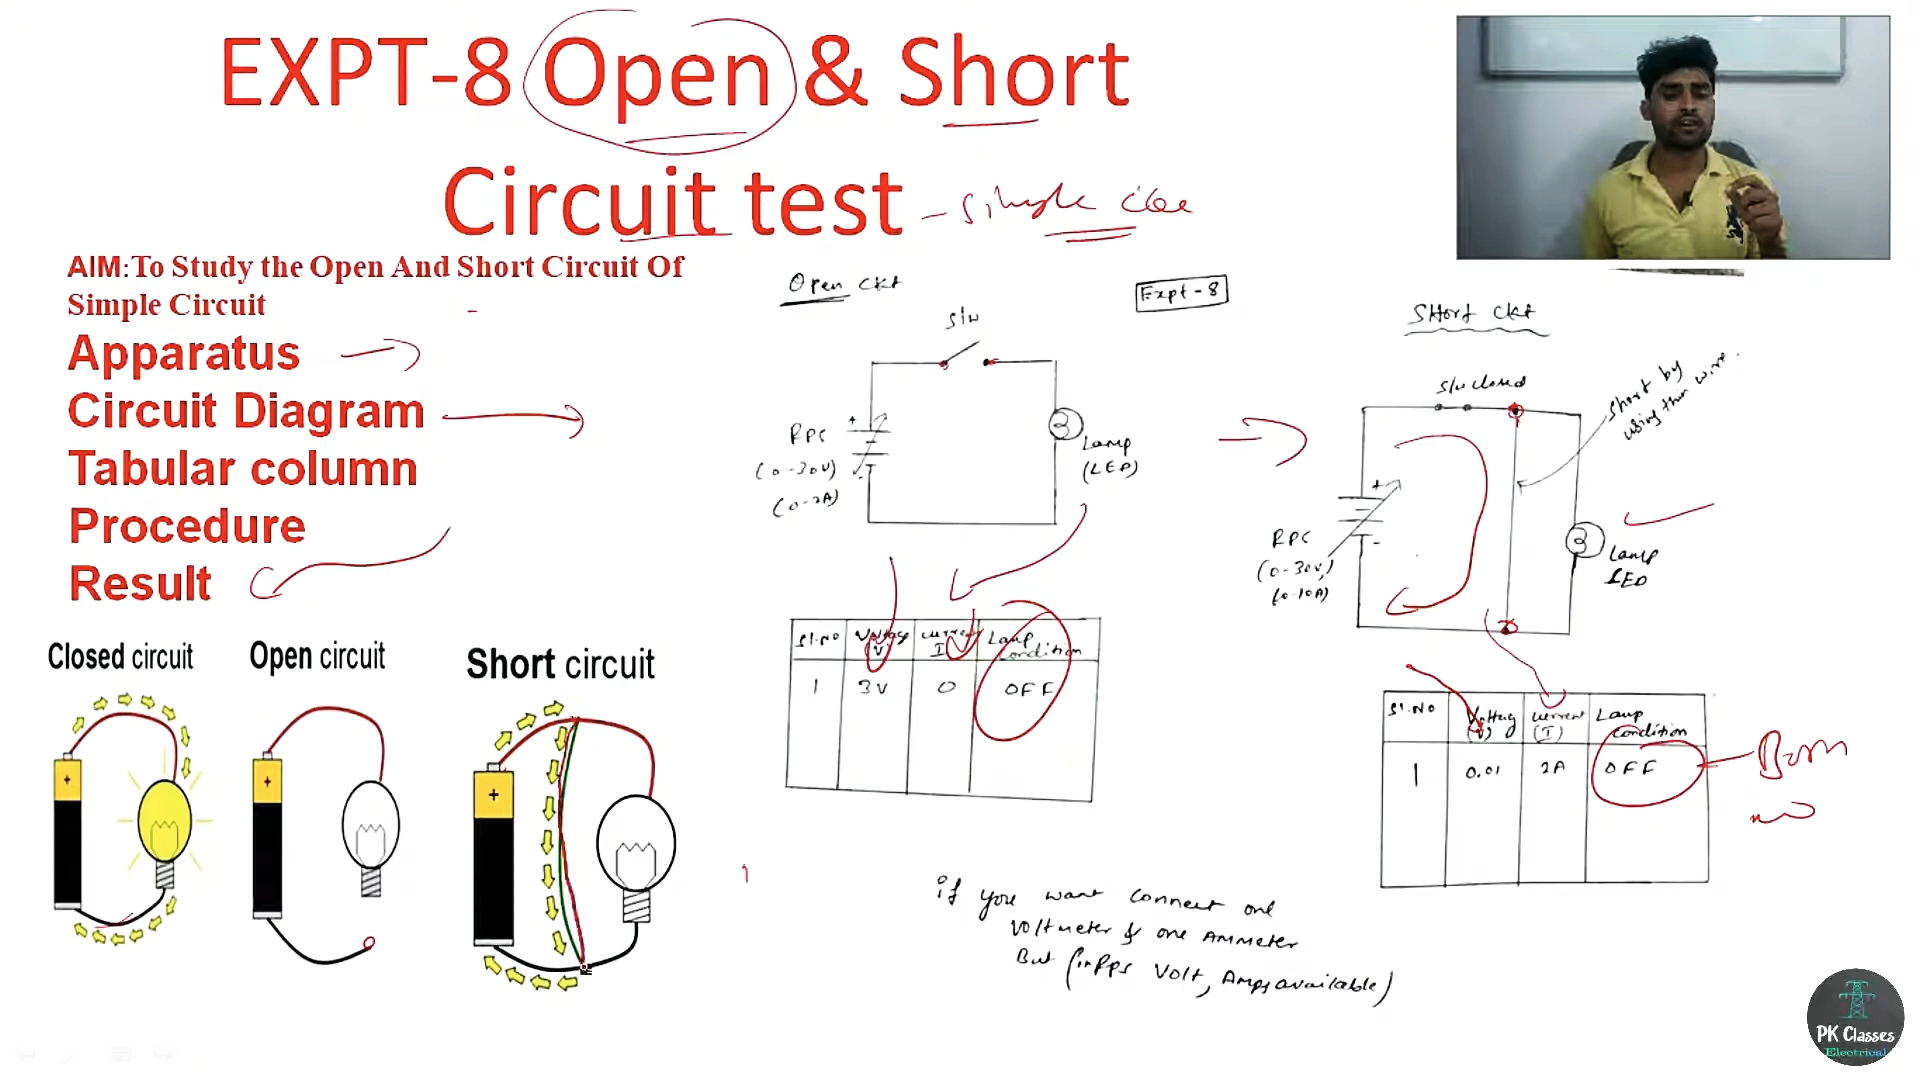 EXPT-8 Open & Short
Circuit test - Simple
AIM:To Study the Open And Short Circuit Of
Simple Circuit
Apparatus
Circuit Diagram
Tabular column
Procedure
Result
Closed circuit
Open circuit
Short circuit
+
+
+
Open ckt
Expt-8
S/W
+
RPS
(0-30V)
(0-2A)
-
Lamp
(LED)
Sl.No Voltage (V) Current I Lamp Condition
1 3V 0 OFF
Short ckt
S/W closed
Short by
using thin wire.
+
RPS
(0-30V,)
(0-10A)
-
Lamp
LED
Sl.No Voltage (V) Current (I) Lamp Condition
1 0.01 2A OFF
if you want connect one
Voltmeter & one Ammeter
But (in RPS Volt, Amps available)
PK Classes
Electrical